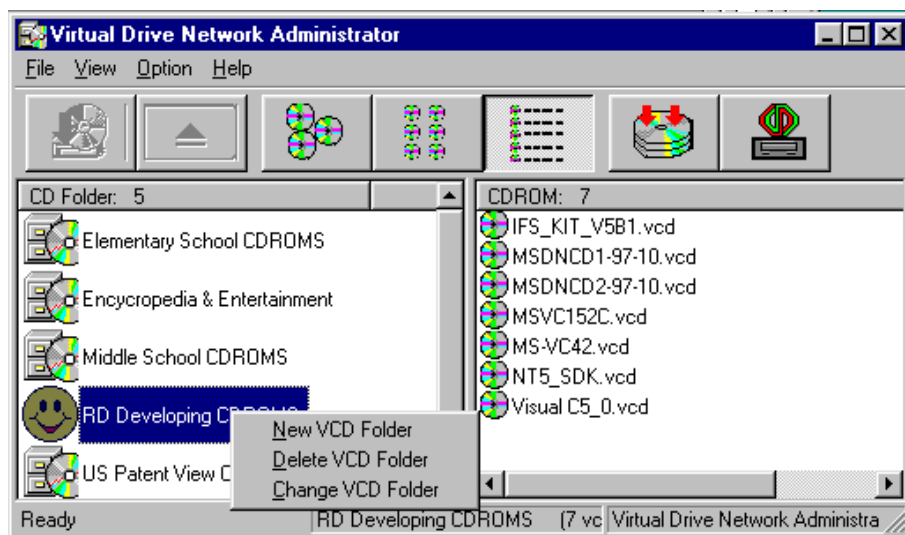 Virtual Drive Network Administrator
File View Option Help
CD Folder: 5
Elementary School CDROMS
Encycropedia & Entertainment
Middle School CDROMS
RD Developing CDROMS
US Patent View C
New VCD Folder
Delete VCD Folder
Change VCD Folder
CDROM: 7
IFS_KIT_V5B1.vcd
MSDNCD1-97-10.vcd
MSDNCD2-97-10.vcd
MSVC152C.vcd
MS-VC42.vcd
NT5_SDK.vcd
Visual C5_0.vcd
Ready
RD Developing CDROMS (7 vc
Virtual Drive Network Administra